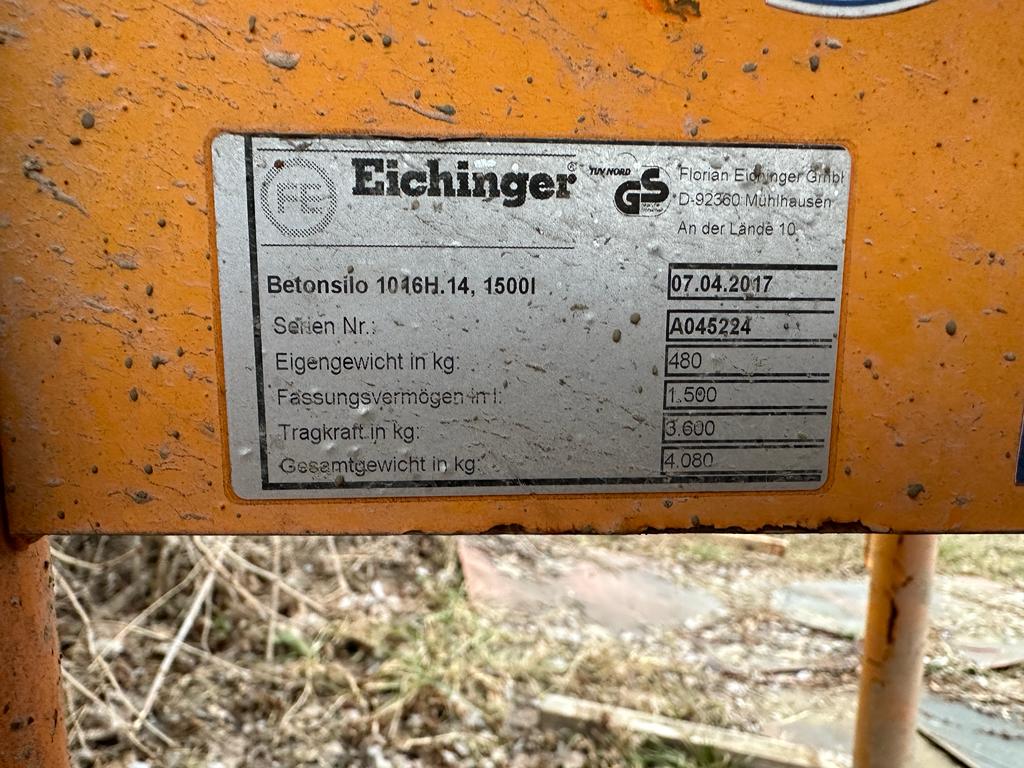 FE
Eichinger®
TÜV NORD
GS
Florian Eichinger GmbH
D-92360 Mühlhausen
An der Lände 10
Betonsilo 1016H.14, 1500l 07.04.2017
Serien Nr.: A045224
Eigengewicht in kg: 480
Fassungsvermögen in l: 1.500
Tragkraft in kg: 3.600
Gesamtgewicht in kg: 4.080